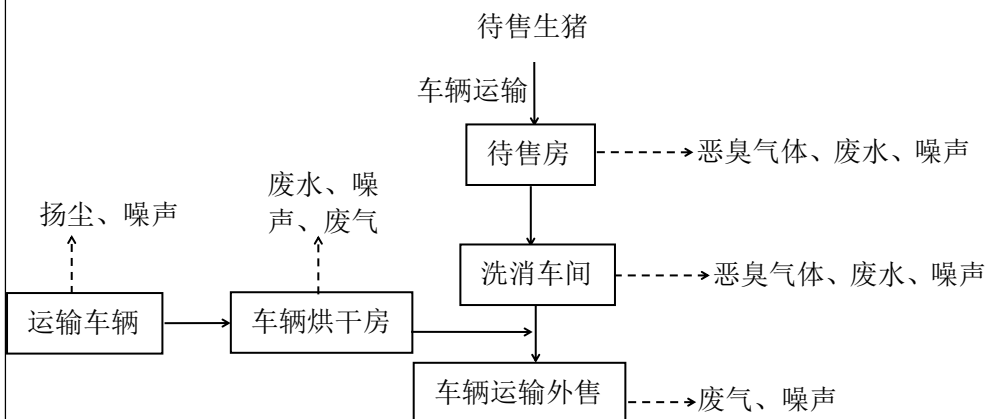 待售生猪
车辆运输
待售房
恶臭气体、废水、噪声
废水、噪
声、废气
扬尘、噪声
洗消车间
恶臭气体、废水、噪声
运输车辆
车辆烘干房
车辆运输外售
废气、噪声